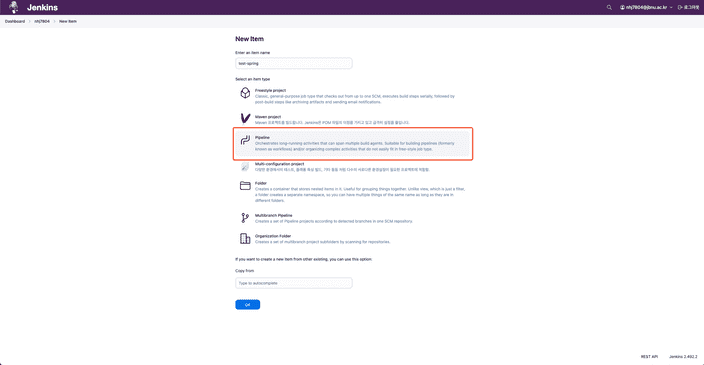 Jenkins
nhj7804@jbnu.ac.kr
로그아웃
Dashboard
nhj7804
New Item
New Item
Enter an item name
test-spring
Select an item type
Freestyle project
Classic, general-purpose job type that checks out from up to one SCM, executes build steps serially, followed by
post-build steps like archiving artifacts and sending email notifications.
Maven project
Maven 프로젝트를 빌드합니다. Jenkins은 POM 파일의 이점을 가지고 있고 급격히 설정을 줄입니다.
Pipeline
Orchestrates long-running activities that can span multiple build agents. Suitable for building pipelines (formerly
known as workflows) and/or organizing complex activities that do not easily fit in free-style job type.
Multi-configuration project
다양한 환경에서의 테스트, 플래폼 특성 빌드, 기타 등등 처럼 다수의 서로다른 환경설정이 필요한 프로젝트에 적합함.
Folder
Creates a container that stores nested items in it. Useful for grouping things together. Unlike view, which is just a filter,
a folder creates a separate namespace, so you can have multiple things of the same name as long as they are in
different folders.
Multibranch Pipeline
Creates a set of Pipeline projects according to detected branches in one SCM repository.
Organization Folder
Creates a set of multibranch project subfolders by scanning for repositories.
If you want to create a new item from other existing, you can use this option:
Copy from
Type to autocomplete
OK
REST API
Jenkins 2.492.2